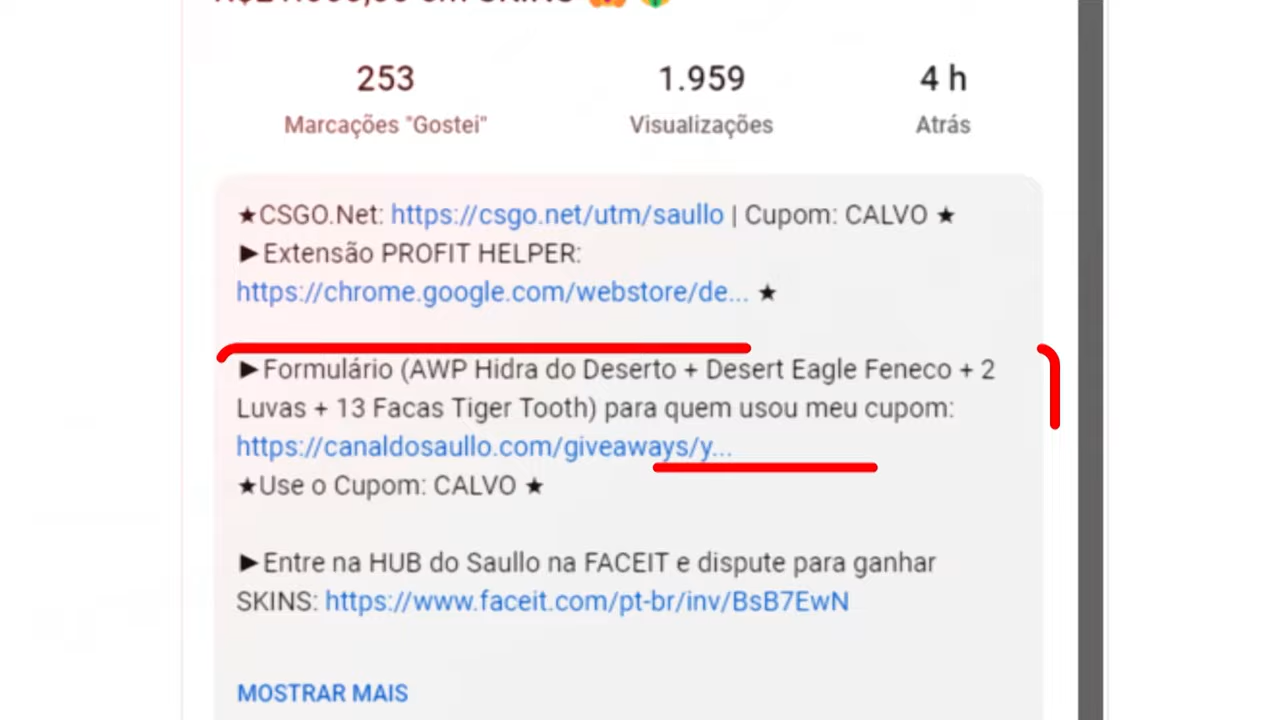 253
1.959
4 h
Marcações "Gostei"
Visualizações
Atrás
★CSGO.Net: https://csgo.net/utm/saullo | Cupom: CALVO ★
►Extensão PROFIT HELPER:
https://chrome.google.com/webstore/de... ★
►Formulário (AWP Hidra do Deserto + Desert Eagle Feneco + 2
Luvas + 13 Facas Tiger Tooth) para quem usou meu cupom:
https://canaldosaullo.com/giveaways/y...
★Use o Cupom: CALVO ★
►Entre na HUB do Saullo na FACEIT e dispute para ganhar
SKINS: https://www.faceit.com/pt-br/inv/BsB7EwN
MOSTRAR MAIS